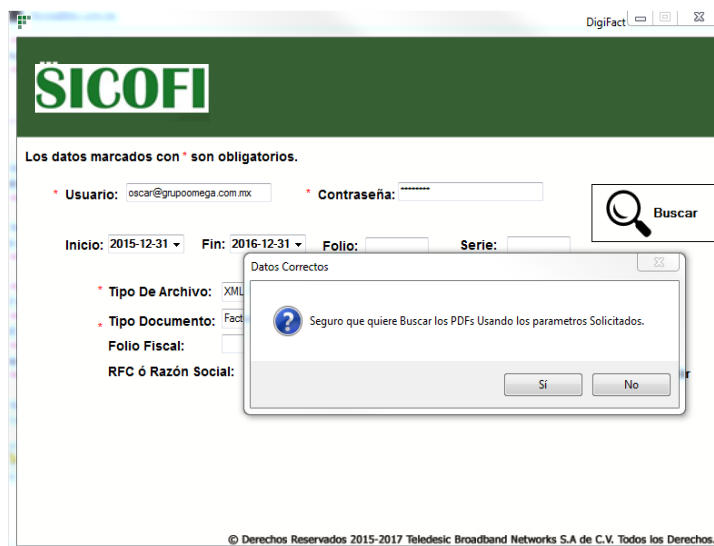 DigiFact
SICOFI
Los datos marcados con * son obligatorios.
* Usuario: oscar@grupoomega.com.mx * Contraseña: ********
Buscar
Inicio: 2015-12-31 Fin: 2016-12-31 Folio: Serie:
Datos Correctos
* Tipo De Archivo: XML
Seguro que quiere Buscar los PDFs Usando los parametros Solicitados.
* Tipo Documento: Fact
Folio Fiscal:
RFC ó Razón Social:
Sí No
r
© Derechos Reservados 2015-2017 Teledesic Broadband Networks S.A de C.V. Todos los Derechos.